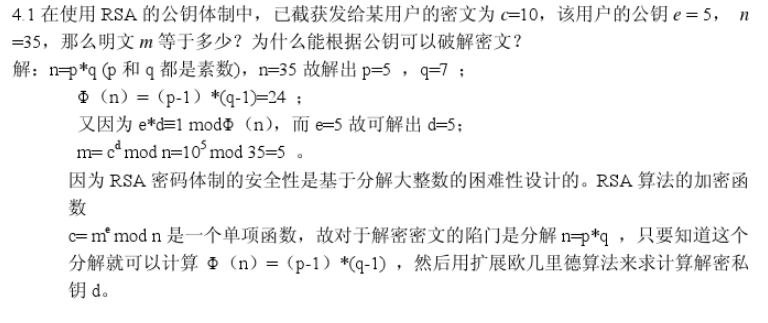 4.1 在使用 RSA 的公钥体制中，已截获发给某用户的密文为 c=10，该用户的公钥 e = 5， n
=35，那么明文 m 等于多少？为什么能根据公钥可以破解密文？
解：n=p*q (p 和 q 都是素数)，n=35 故解出 p=5 ，q=7 ；
Φ（n）=（p-1）*(q-1)=24 ；
又因为 e*d≡1 modΦ（n），而 e=5 故可解出 d=5；
m= c^d mod n=10^5 mod 35=5 。
因为 RSA 密码体制的安全性是基于分解大整数的困难性设计的。RSA 算法的加密函
数
c= m^e mod n 是一个单项函数，故对于解密密文的陷门是分解 n=p*q ，只要知道这个
分解就可以计算 Φ（n）=（p-1）*(q-1) ，然后用扩展欧几里德算法来求计算解密私
钥 d。